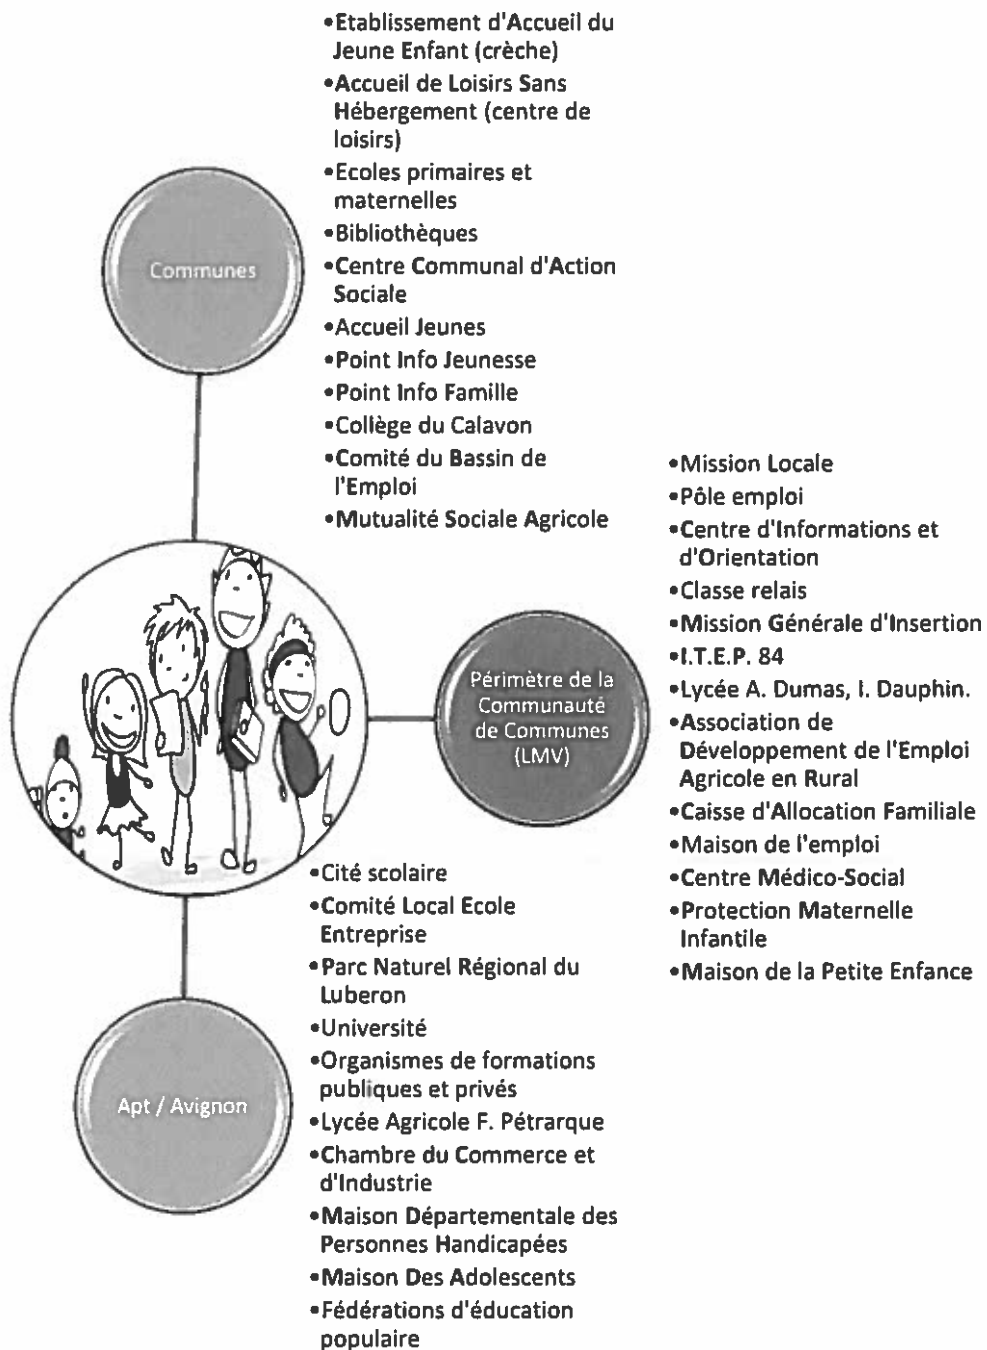 •Etablissement d'Accueil du
Jeune Enfant (crèche)
•Accueil de Loisirs Sans
Hébergement (centre de
loisirs)
•Ecoles primaires et
maternelles
•Bibliothèques
•Centre Communal d'Action
Sociale
•Accueil Jeunes
•Point Info Jeunesse
•Point Info Famille
•Collège du Calavon
•Comité du Bassin de
l'Emploi
•Mutualité Sociale Agricole
Communes
•Mission Locale
•Pôle emploi
•Centre d'Informations et
d'Orientation
•Classe relais
•Mission Générale d'Insertion
•I.T.E.P. 84
•Lycée A. Dumas, I. Dauphin.
•Association de
Développement de l'Emploi
Agricole en Rural
•Caisse d'Allocation Familiale
•Maison de l'emploi
•Centre Médico-Social
•Protection Maternelle
Infantile
•Maison de la Petite Enfance
Périmètre de la
Communauté
de Communes
(LMV)
•Cité scolaire
•Comité Local Ecole
Entreprise
•Parc Naturel Régional du
Luberon
•Université
•Organismes de formations
publiques et privés
•Lycée Agricole F. Pétrarque
•Chambre du Commerce et
d'Industrie
•Maison Départementale des
Personnes Handicapées
•Maison Des Adolescents
•Fédérations d'éducation
populaire
Apt / Avignon